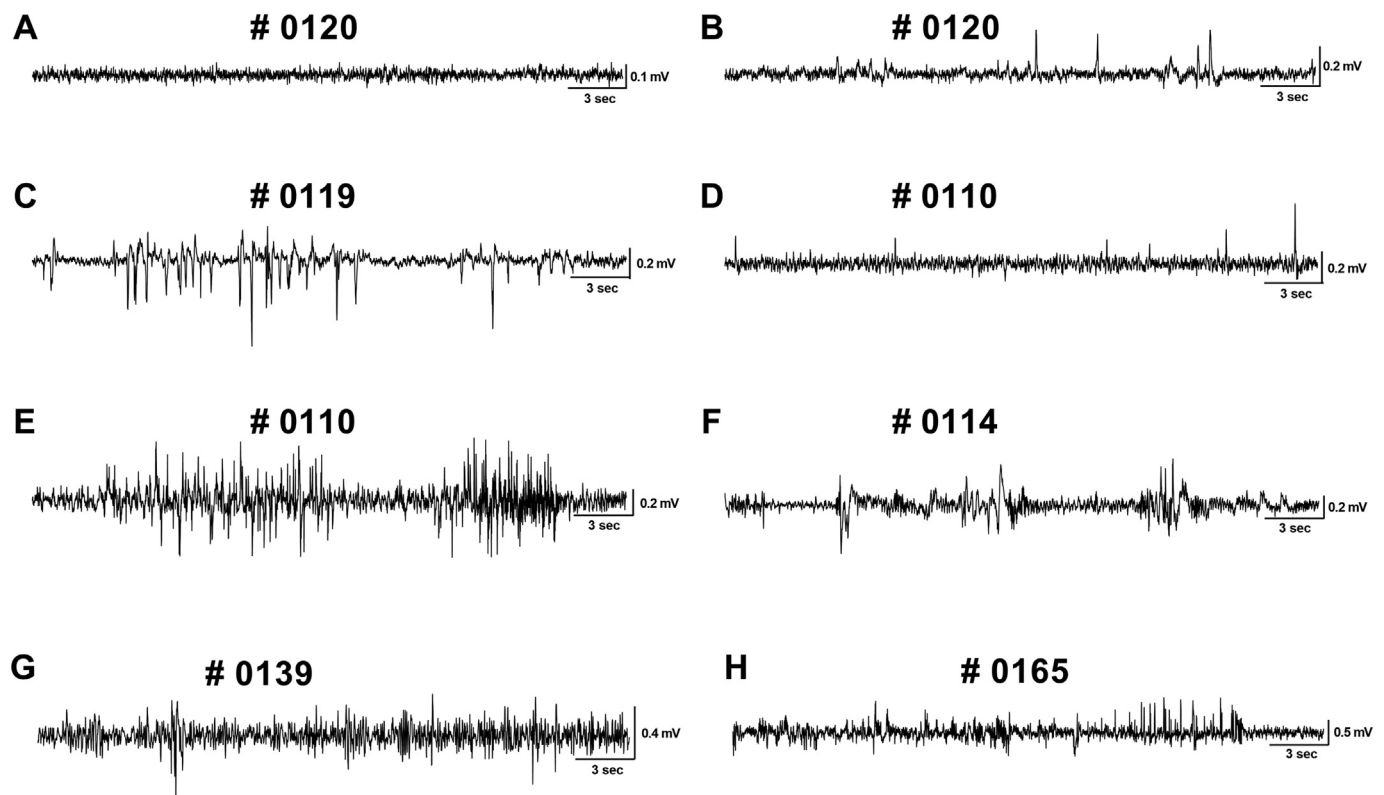 A # 0120
0.1 mV
3 sec
B # 0120
0.2 mV
3 sec
C # 0119
0.2 mV
3 sec
D # 0110
0.2 mV
3 sec
E # 0110
0.2 mV
3 sec
F # 0114
0.2 mV
3 sec
G # 0139
0.4 mV
3 sec
H # 0165
0.5 mV
3 sec